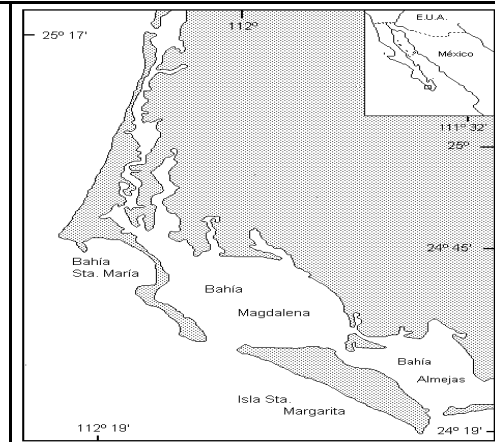 25º 17'
112º
E.U.A.
México
111º 32'
25º
24º 45'
Bahía
Sta. María
Bahía
Magdalena
Bahía
Almejas
Isla Sta.
Margarita
112º 19'
24º 19'